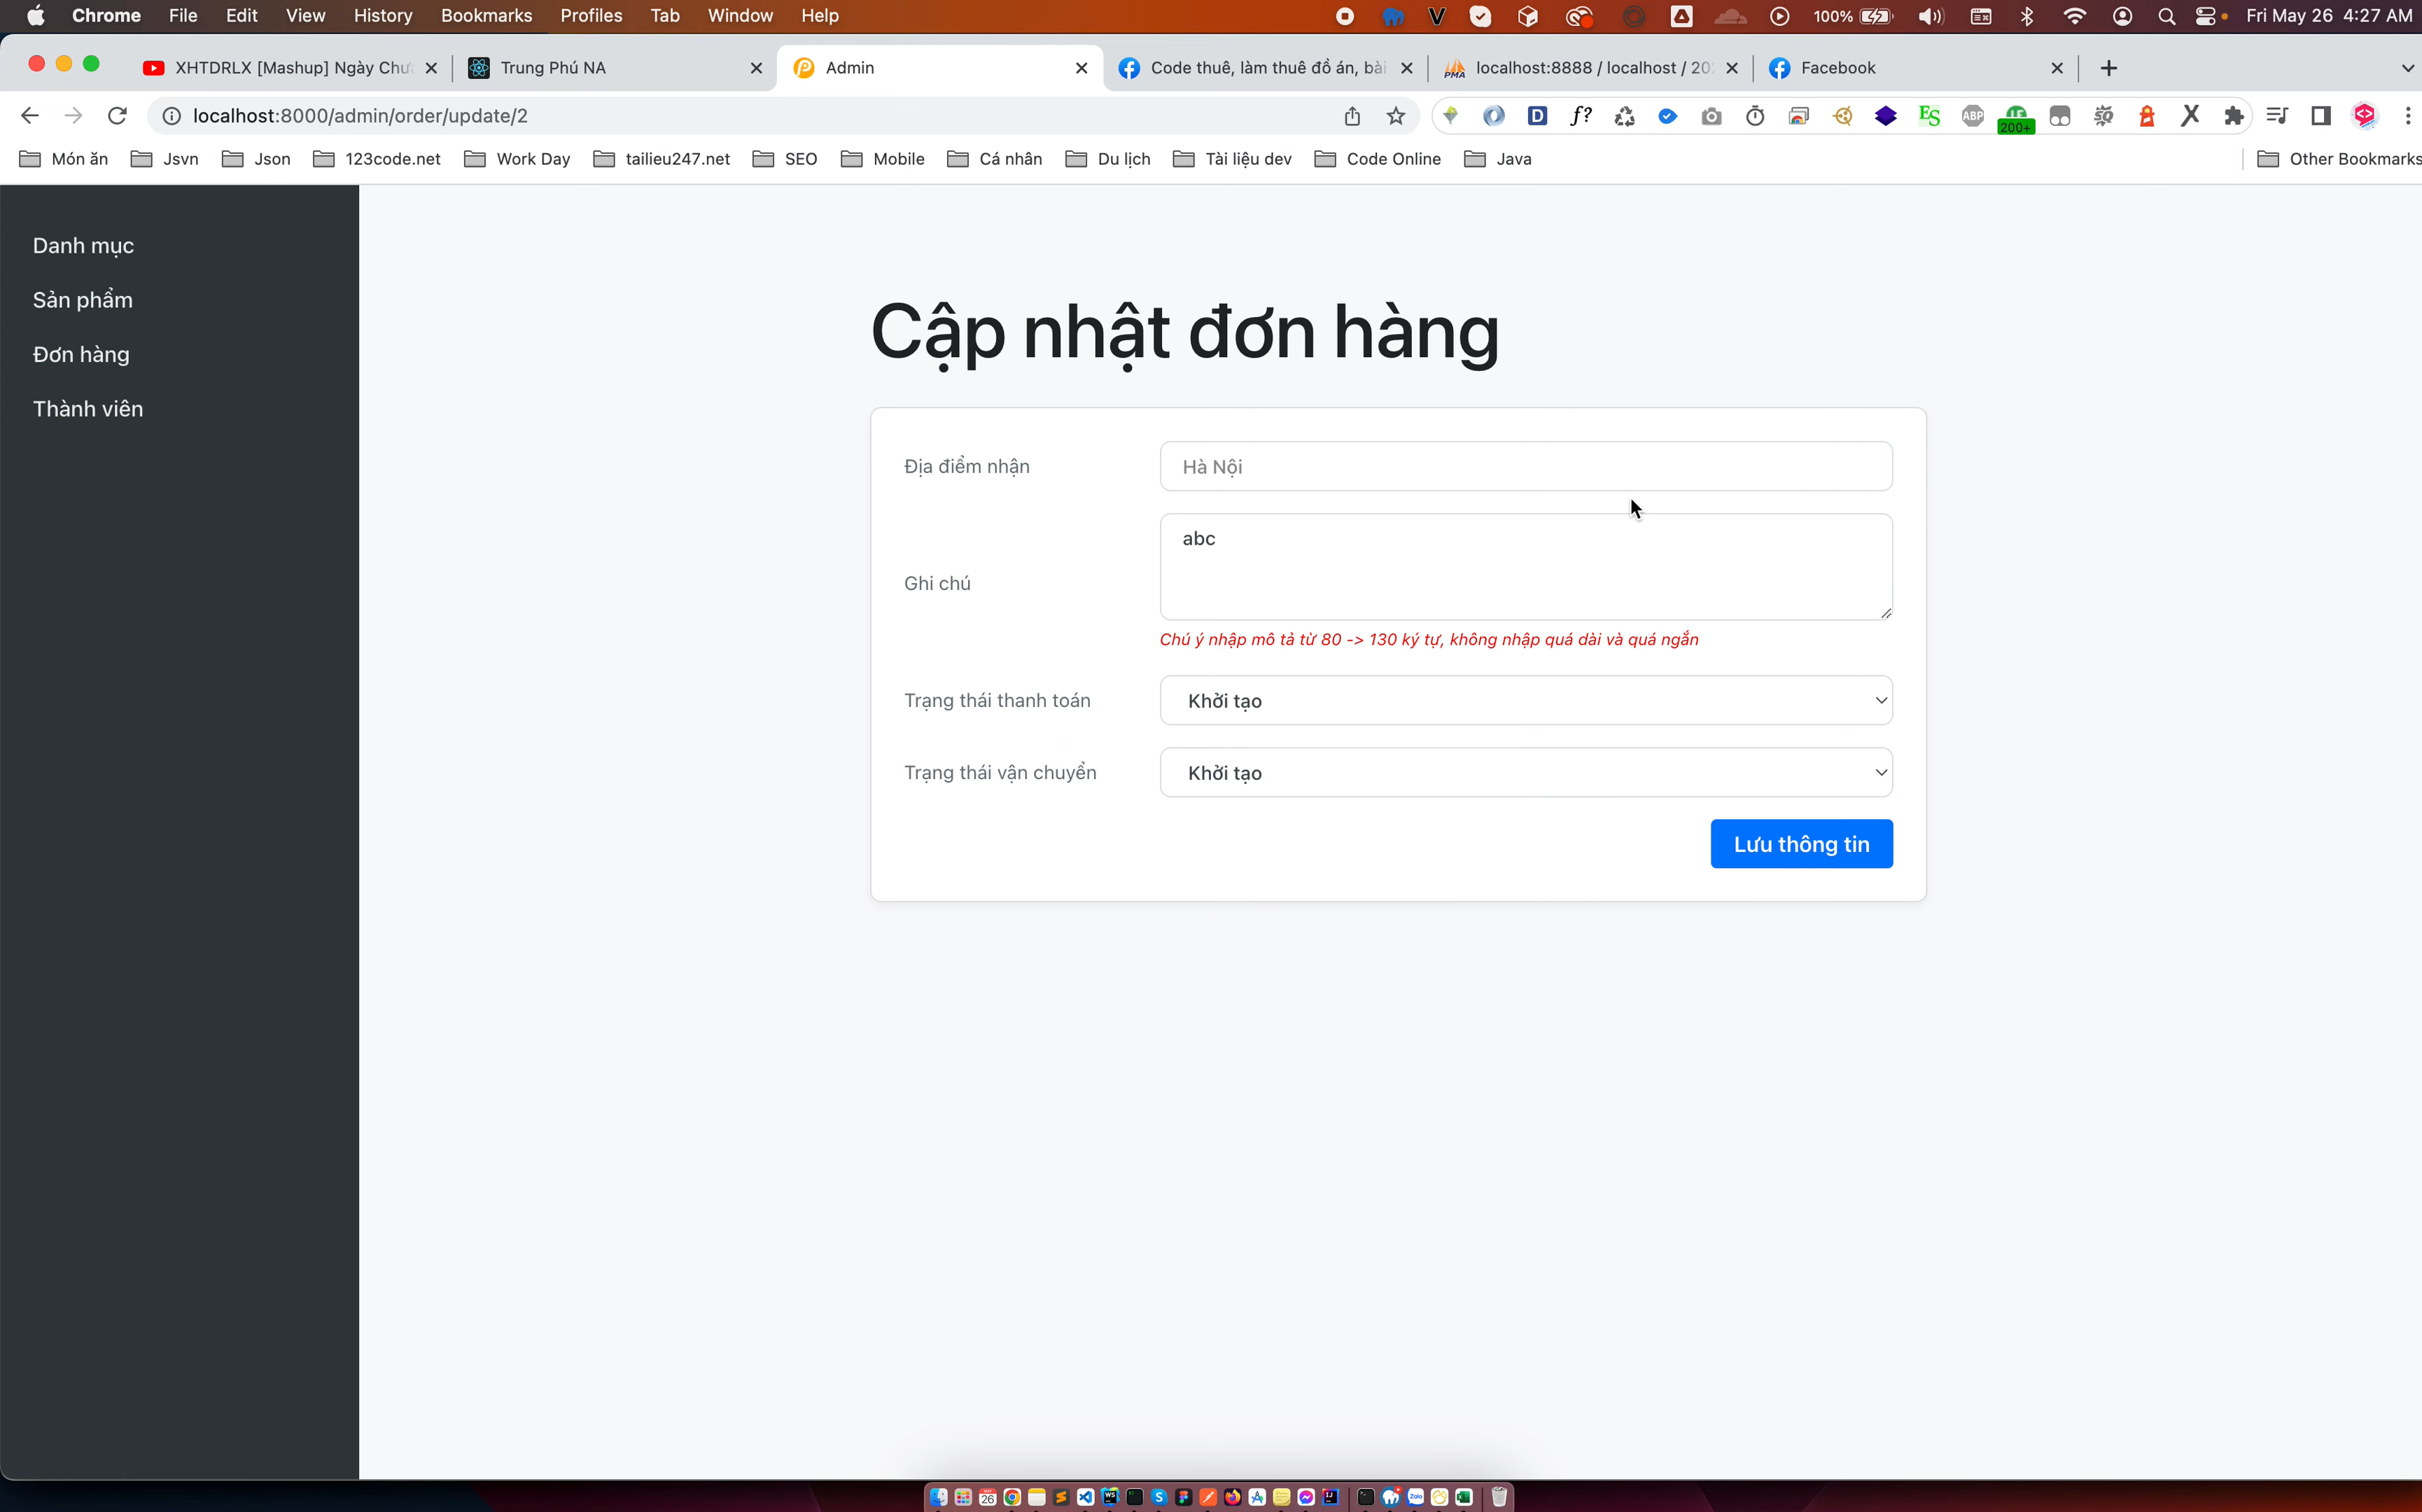 Chrome File Edit View History Bookmarks Profiles Tab Window Help 100% Fri May 26 4:27 AM
XHTDRLX [Mashup] Ngày Chư Trung Phú NA Admin Code thuê, làm thuê đồ án, bài localhost:8888 / localhost / 20 Facebook
localhost:8000/admin/order/update/2
Món ăn Jsvn Json 123code.net Work Day tailieu247.net SEO Mobile Cá nhân Du lịch Tài liệu dev Code Online Java Other Bookmarks
Danh mục
Sản phẩm
Đơn hàng
Thành viên
Cập nhật đơn hàng
Địa điểm nhận
Hà Nội
Ghi chú
abc
Chú ý nhập mô tả từ 80 -> 130 ký tự, không nhập quá dài và quá ngắn
Trạng thái thanh toán
Khởi tạo
Trạng thái vận chuyển
Khởi tạo
Lưu thông tin